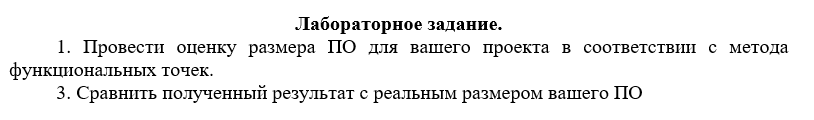 Лабораторное задание.
1. Провести оценку размера ПО для вашего проекта в соответствии с метода
функциональных точек.
3. Сравнить полученный результат с реальным размером вашего ПО